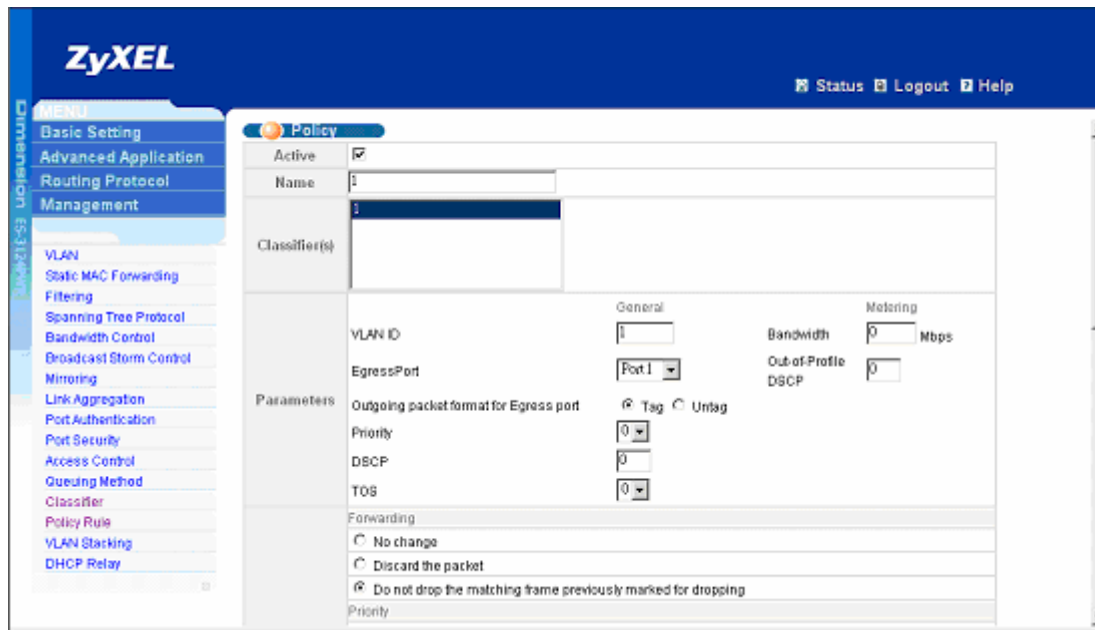 ZyXEL
Status Logout Help
Dimension
MENU
Basic Setting
Advanced Application
Routing Protocol
Management
VLAN
Static MAC Forwarding
Filtering
Spanning Tree Protocol
Bandwidth Control
Broadcast Storm Control
Mirroring
Link Aggregation
Port Authentication
Port Security
Access Control
Queuing Method
Classifier
Policy Rule
VLAN Stacking
DHCP Relay
Policy
Active
Name 1
Classifier(s) 1
Parameters
General Metering
VLAN ID 1 Bandwidth 0 Mbps
EgressPort Port 1 Out-of-Profile DSCP 0
Outgoing packet format for Egress port Tag Untag
Priority 0
DSCP 0
TOS 0
Forwarding
No change
Discard the packet
Do not drop the matching frame previously marked for dropping
Priority